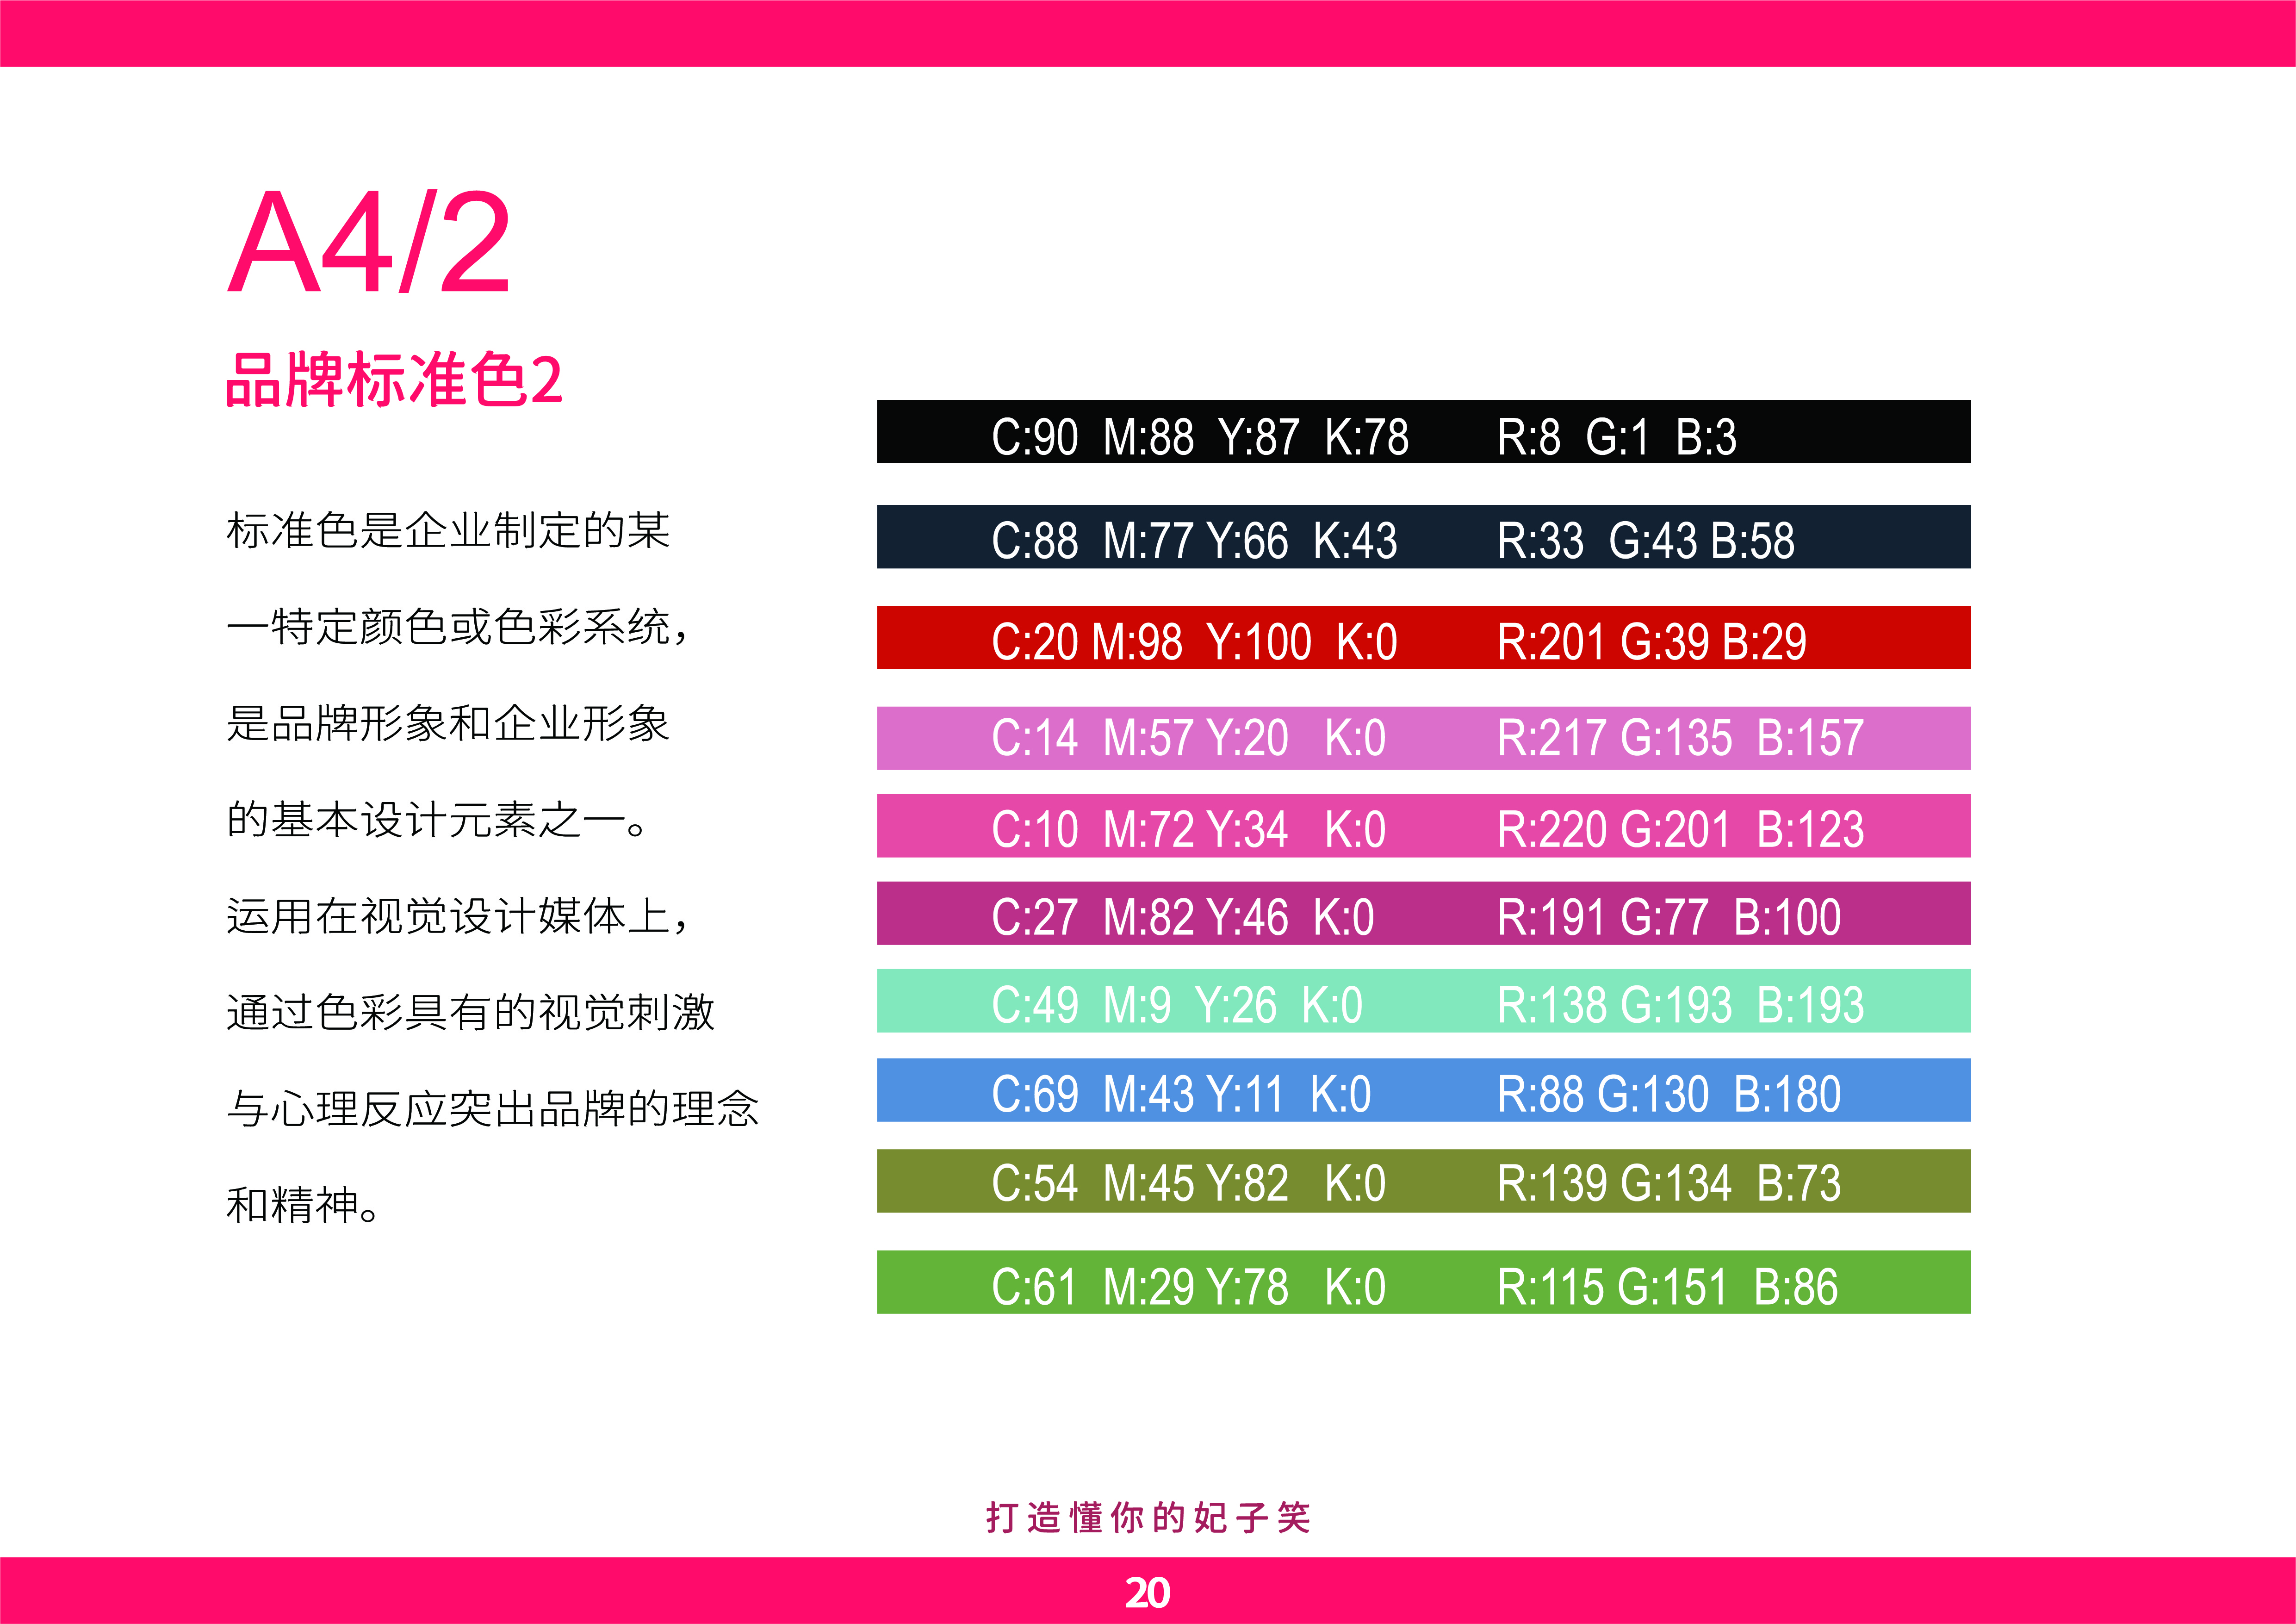 A4/2
品牌标准色2
标准色是企业制定的某
一特定颜色或色彩系统，
是品牌形象和企业形象
的基本设计元素之一。
运用在视觉设计媒体上，
通过色彩具有的视觉刺激
与心理反应突出品牌的理念
和精神。
C:90 M:88 Y:87 K:78 R:8 G:1 B:3
C:88 M:77 Y:66 K:43 R:33 G:43 B:58
C:20 M:98 Y:100 K:0 R:201 G:39 B:29
C:14 M:57 Y:20 K:0 R:217 G:135 B:157
C:10 M:72 Y:34 K:0 R:220 G:201 B:123
C:27 M:82 Y:46 K:0 R:191 G:77 B:100
C:49 M:9 Y:26 K:0 R:138 G:193 B:193
C:69 M:43 Y:11 K:0 R:88 G:130 B:180
C:54 M:45 Y:82 K:0 R:139 G:134 B:73
C:61 M:29 Y:78 K:0 R:115 G:151 B:86
打造懂你的妃子笑
20